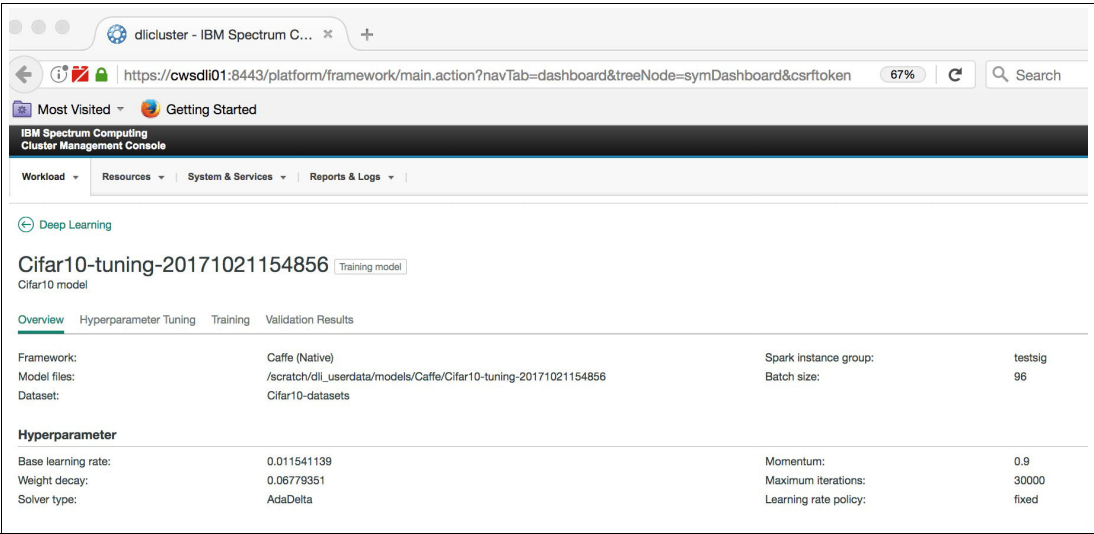 dlicluster - IBM Spectrum C...
https://cwsdli01:8443/platform/framework/main.action?navTab=dashboard&treeNode=symDashboard&csrftoken 67% Search
Most Visited Getting Started
IBM Spectrum Computing
Cluster Management Console
Workload Resources System & Services Reports & Logs
Deep Learning
Cifar10-tuning-20171021154856 Training model
Cifar10 model
Overview Hyperparameter Tuning Training Validation Results
Framework: Caffe (Native) Spark instance group: testsig
Model files: /scratch/dli_userdata/models/Caffe/Cifar10-tuning-20171021154856 Batch size: 96
Dataset: Cifar10-datasets
Hyperparameter
Base learning rate: 0.011541139 Momentum: 0.9
Weight decay: 0.06779351 Maximum iterations: 30000
Solver type: AdaDelta Learning rate policy: fixed